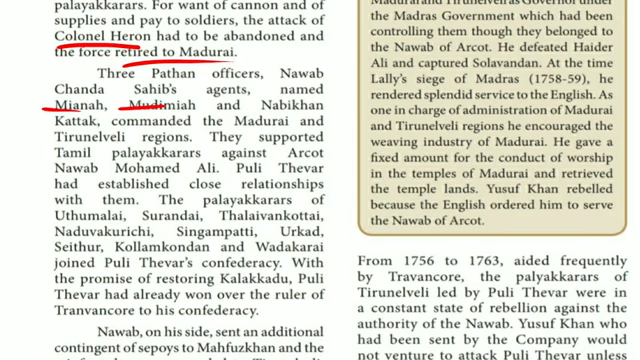 palayakkarars. For want of cannon and of
supplies and pay to soldiers, the attack of
Colonel Heron had to be abandoned and
the force retired to Madurai.
Three Pathan officers, Nawab
Chanda Sahib's agents, named
Mianah, Mudimiah and Nabikhan
Kattak, commanded the Madurai and
Tirunelveli regions. They supported
Tamil palayakkarars against Arcot
Nawab Mohamed Ali. Puli Thevar
had established close relationships
with them. The palayakkarars of
Uthumalai, Surandai, Thalaivankottai,
Naduvakurichi, Singampatti, Urkad,
Seithur, Kollamkondan and Wadakarai
joined Puli Thevar's confederacy. With
the promise of restoring Kalakkadu, Puli
Thevar had already won over the ruler of
Tranvancore to his confederacy.
Nawab, on his side, sent an additional
contingent of sepoys to Mahfuzkhan and the
Madurai and Tirunelveli as Governor under
the Madras Government which had been
controlling them though they belonged to
the Nawab of Arcot. He defeated Haider
Ali and captured Solavandan. At the time
of Lally's siege of Madras (1758-59), he
rendered splendid service to the English. As
one in charge of administration of Madurai
and Tirunelveli regions he encouraged the
weaving industry of Madurai. He gave a
fixed amount for the conduct of worship
in the temples of Madurai and retrieved
the temple lands. Yusuf Khan rebelled
because the English ordered him to serve
the Nawab of Arcot.
From 1756 to 1763, aided frequently
by Travancore, the palyakkarars of
Tirunelveli led by Puli Thevar were in
a constant state of rebellion against the
authority of the Nawab. Yusuf Khan who
had been sent by the Company would
not venture to attack Puli Thevar unless